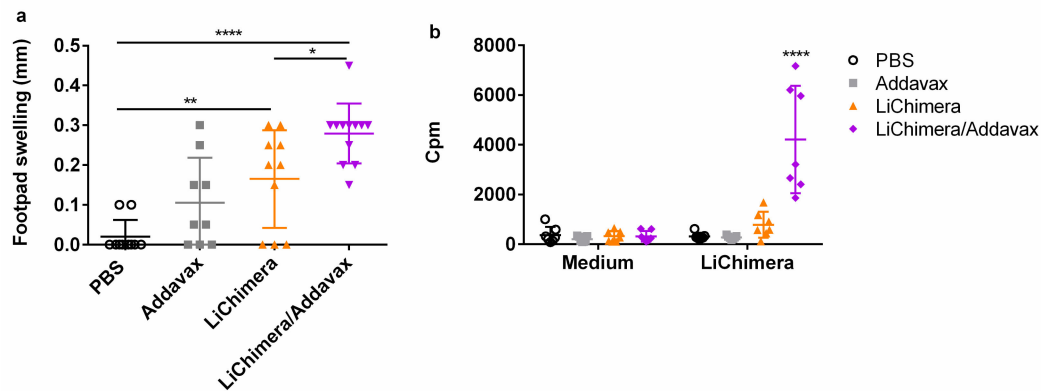 a
****
*
**
Footpad swelling (mm)
0.5
0.4
0.3
0.2
0.1
0.0
PBS
Addavax
LiChimera
LiChimera/Addavax
b
Cpm
8000
6000
4000
2000
0
****
Medium
LiChimera
PBS
Addavax
LiChimera
LiChimera/Addavax